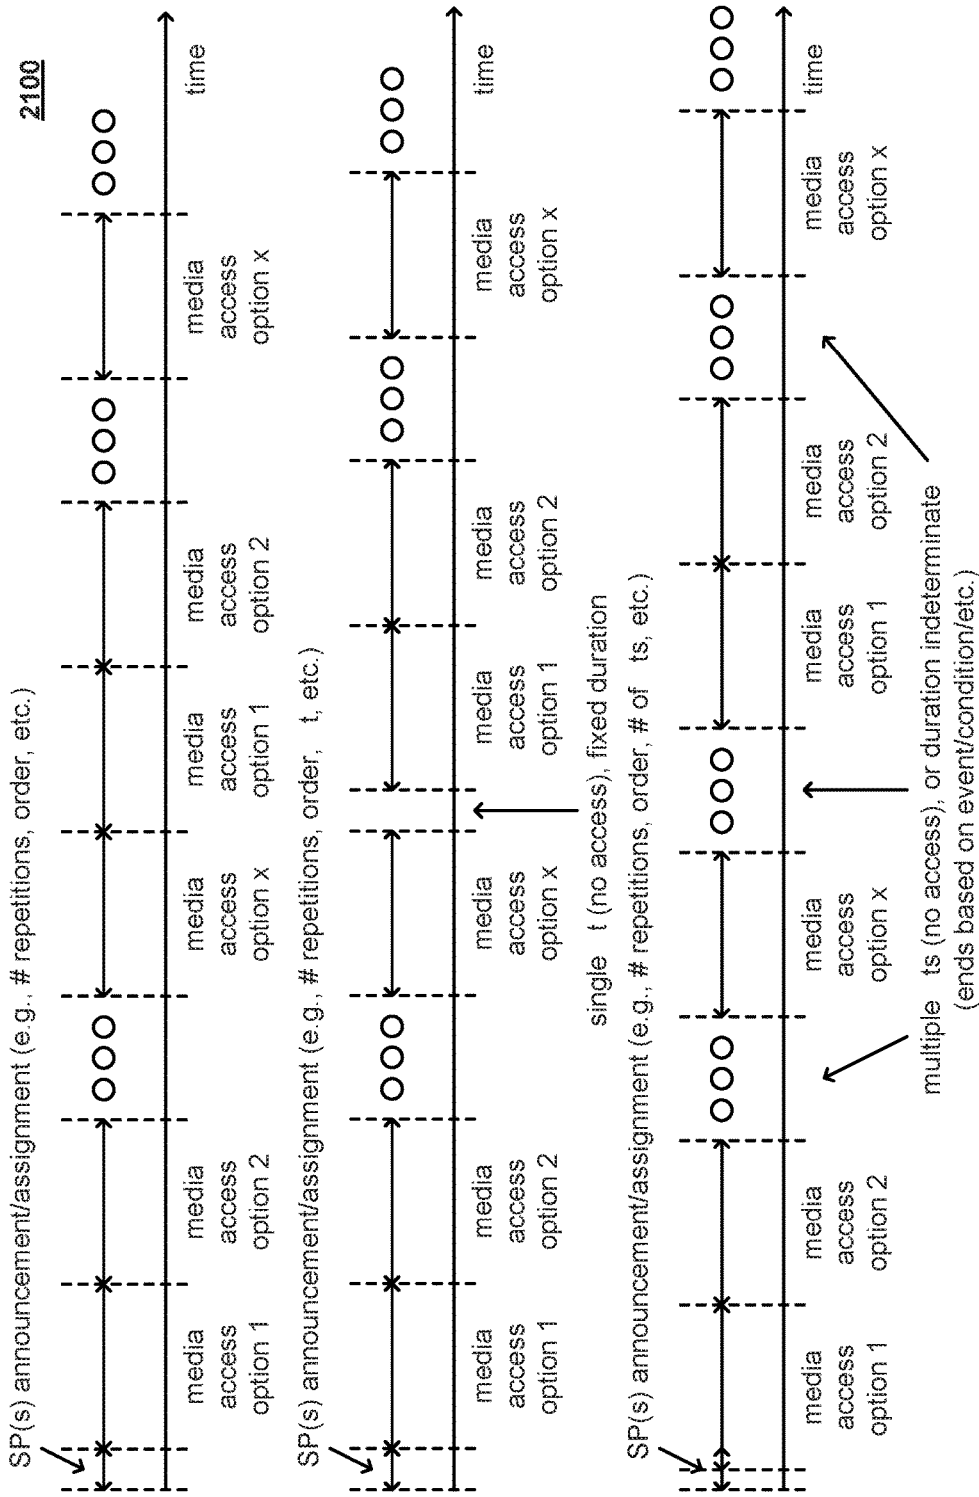 SP(s) announcement/assignment (e.g., # repetitions, order, etc.)
2100
media
access
option 1
media
access
option 2
media
access
option x
media
access
option 1
media
access
option 2
media
access
option x
time
SP(s) announcement/assignment (e.g., # repetitions, order, t, etc.)
media
access
option 1
media
access
option 2
media
access
option x
media
access
option 1
media
access
option 2
media
access
option x
time
single t (no access), fixed duration
SP(s) announcement/assignment (e.g., # repetitions, order, # of ts, etc.)
media
access
option 1
media
access
option 2
media
access
option x
media
access
option 1
media
access
option 2
media
access
option x
time
multiple ts (no access), or duration indeterminate
(ends based on event/condition/etc.)